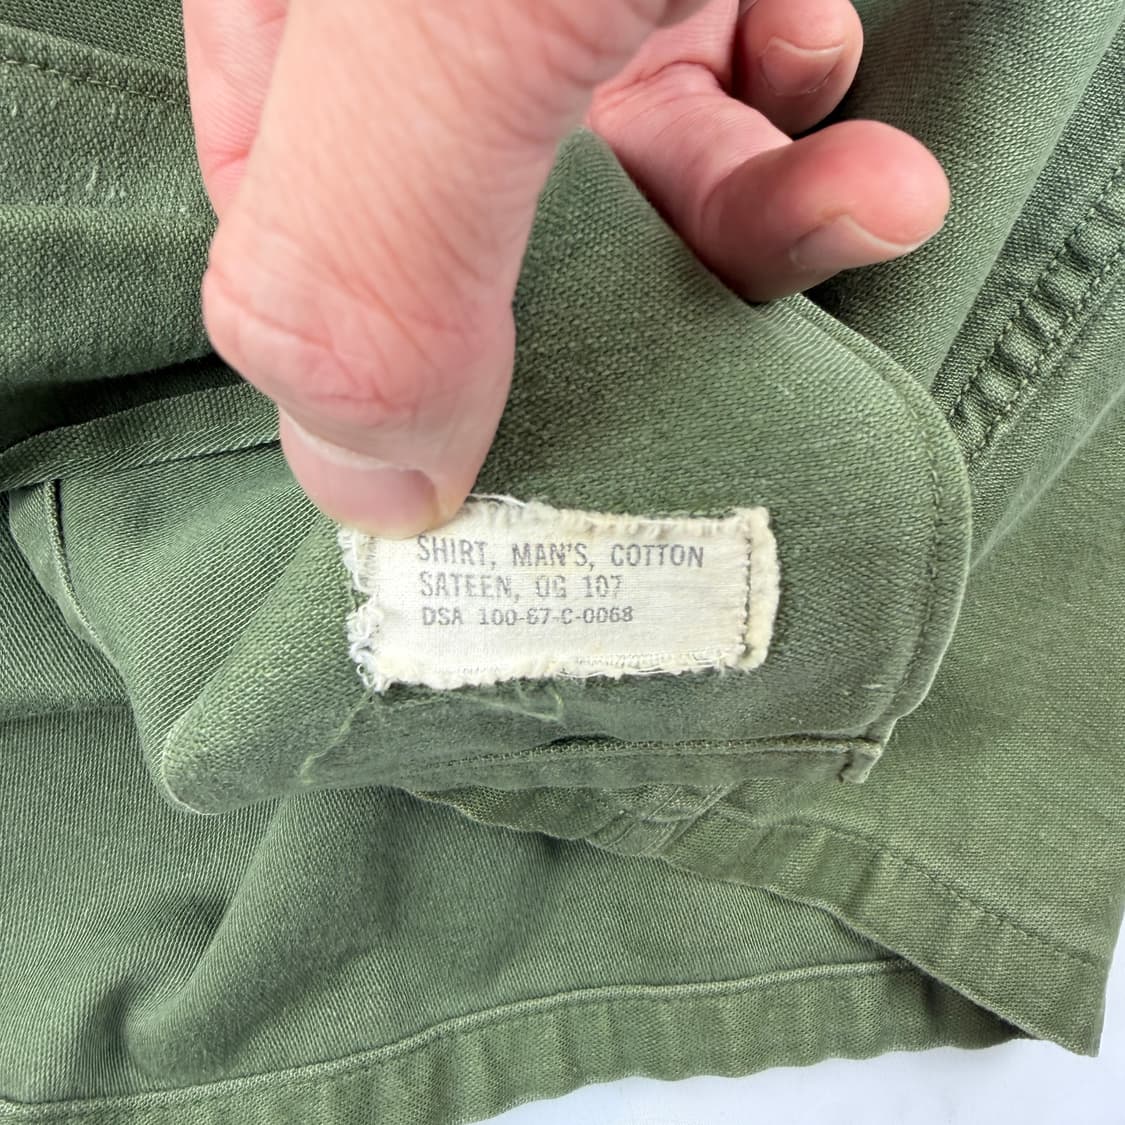 SHIRT, MAN'S, COTTON
SATEEN, OG 107
DSA 100-67-C-0068